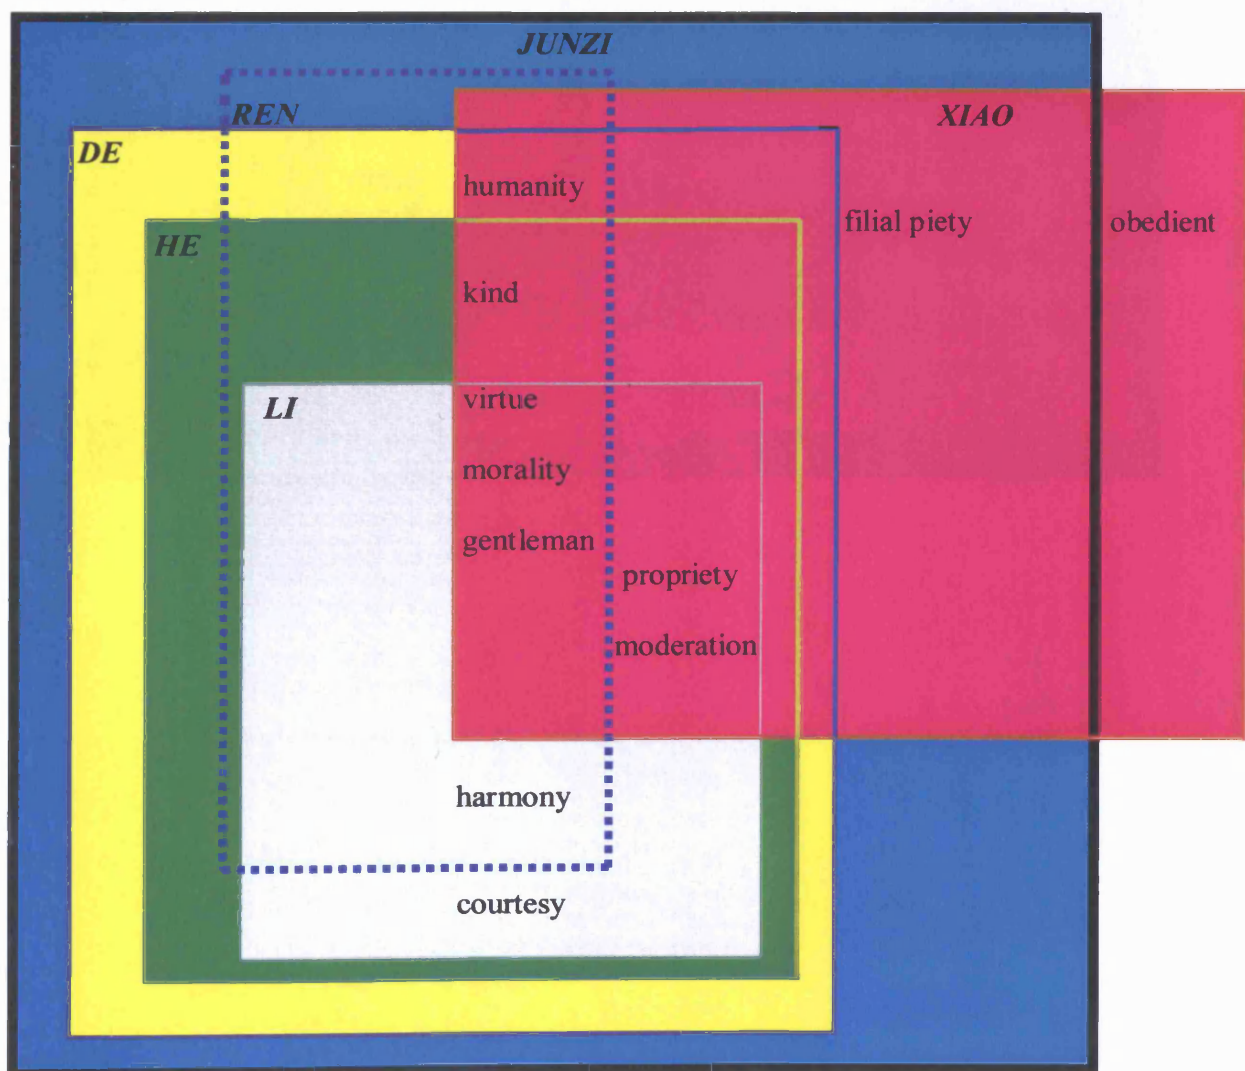 JUNZI
REN
XIAO
DE
humanity
filial piety
obedient
HE
kind
LI
virtue
morality
gentleman
propriety
moderation
harmony
courtesy